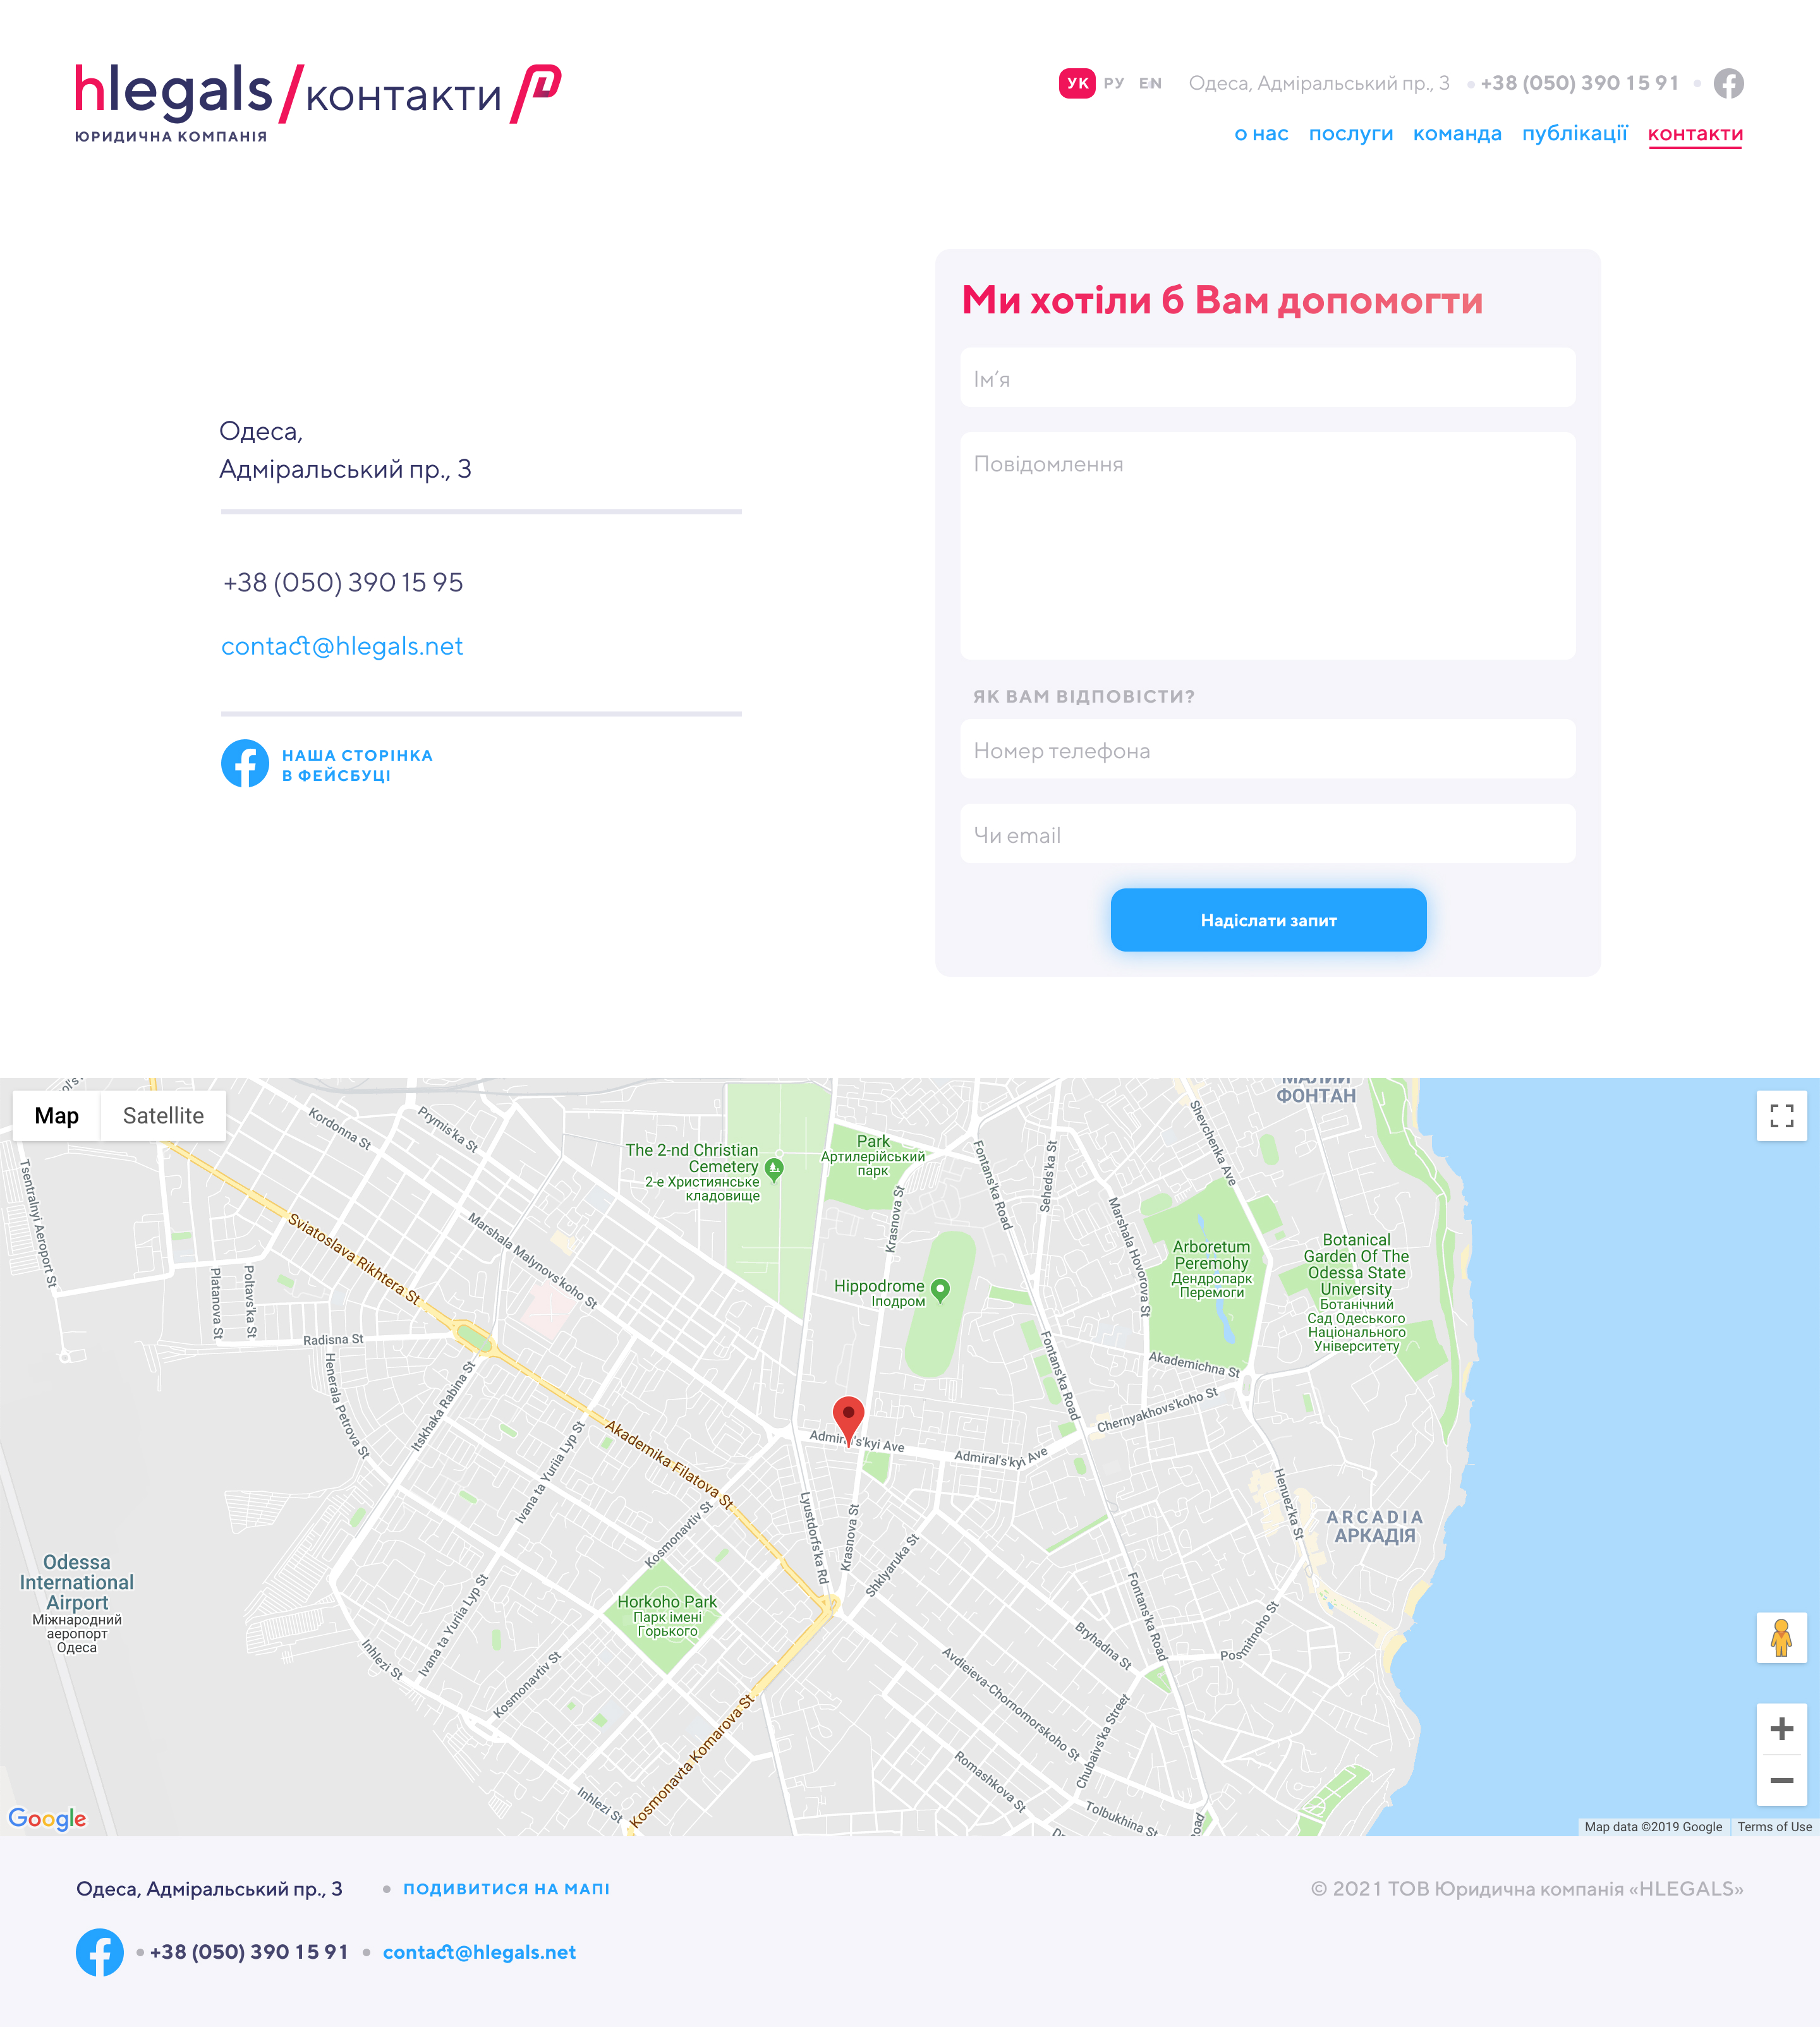 hlegals/контакти
ЮРИДИЧНА КОМПАНІЯ
УК РУ EN Одеса, Адміральський пр., 3 +38 (050) 390 15 91
о нас послуги команда публікації контакти
Одеса,
Адміральський пр., 3
+38 (050) 390 15 95
contact@hlegals.net
НАША СТОРІНКА
В ФЕЙСБУЦІ
Ми хотіли б Вам допомогти
Ім’я
Повідомлення
ЯК ВАМ ВІДПОВІСТИ?
Номер телефона
Чи email
Надіслати запит
Map Satellite
Kordonna St
Prymis'ka St
Tsentralnyi Aeroport St
Sviatoslava Rikhtera St
Marshala Malynovs'koho St
Platanova St
Poltavs'ka St
Radisna St
Henerala Petrova St
Itskhaka Rabina St
The 2-nd Christian
Cemetery
2-е Християнське
кладовище
Park
Артилерійський
парк
Krasnova St
Fontans'ka Road
Seheds'ka St
Shevchenka Ave
Marshala Hovorova St
МАЛИЙ
ФОНТАН
Hippodrome
Іподром
Arboretum
Peremohy
Дендропарк
Перемоги
Botanical
Garden Of The
Odessa State
University
Ботанічний
Сад Одеського
Національного
Університету
Fontans'ka Road
Akademichna St
Chernyakhovs'koho St
Admiral's'kyi Ave
Admiral's'kyi Ave
Akademika Filatova St
Ivana ta Yuriia Lyp St
Kosmonavtiv St
Lyustdorfs'ka Rd
Krasnova St
Shklyaruka St
Henuez'ka St
ARCADIA
АРКАДІЯ
Odessa
International
Airport
Міжнародний
аеропорт
Одеса
Horkoho Park
Парк імені
Горького
Ivana ta Yuriia Lyp St
Inhlezi St
Kosmonavtiv St
Fontans'ka Road
Bryhadna St
Posmitnoho St
Avdieieva-Chornomorskoho St
Chubaivs'ka Street
Romashkova St
Tolbukhina St
Kosmonavta Komarova St
Inhlezi St
Google
Map data ©2019 Google Terms of Use
Одеса, Адміральський пр., 3 ПОДИВИТИСЯ НА МАПІ
© 2021 ТОВ Юридична компанія «HLEGALS»
+38 (050) 390 15 91 contact@hlegals.net